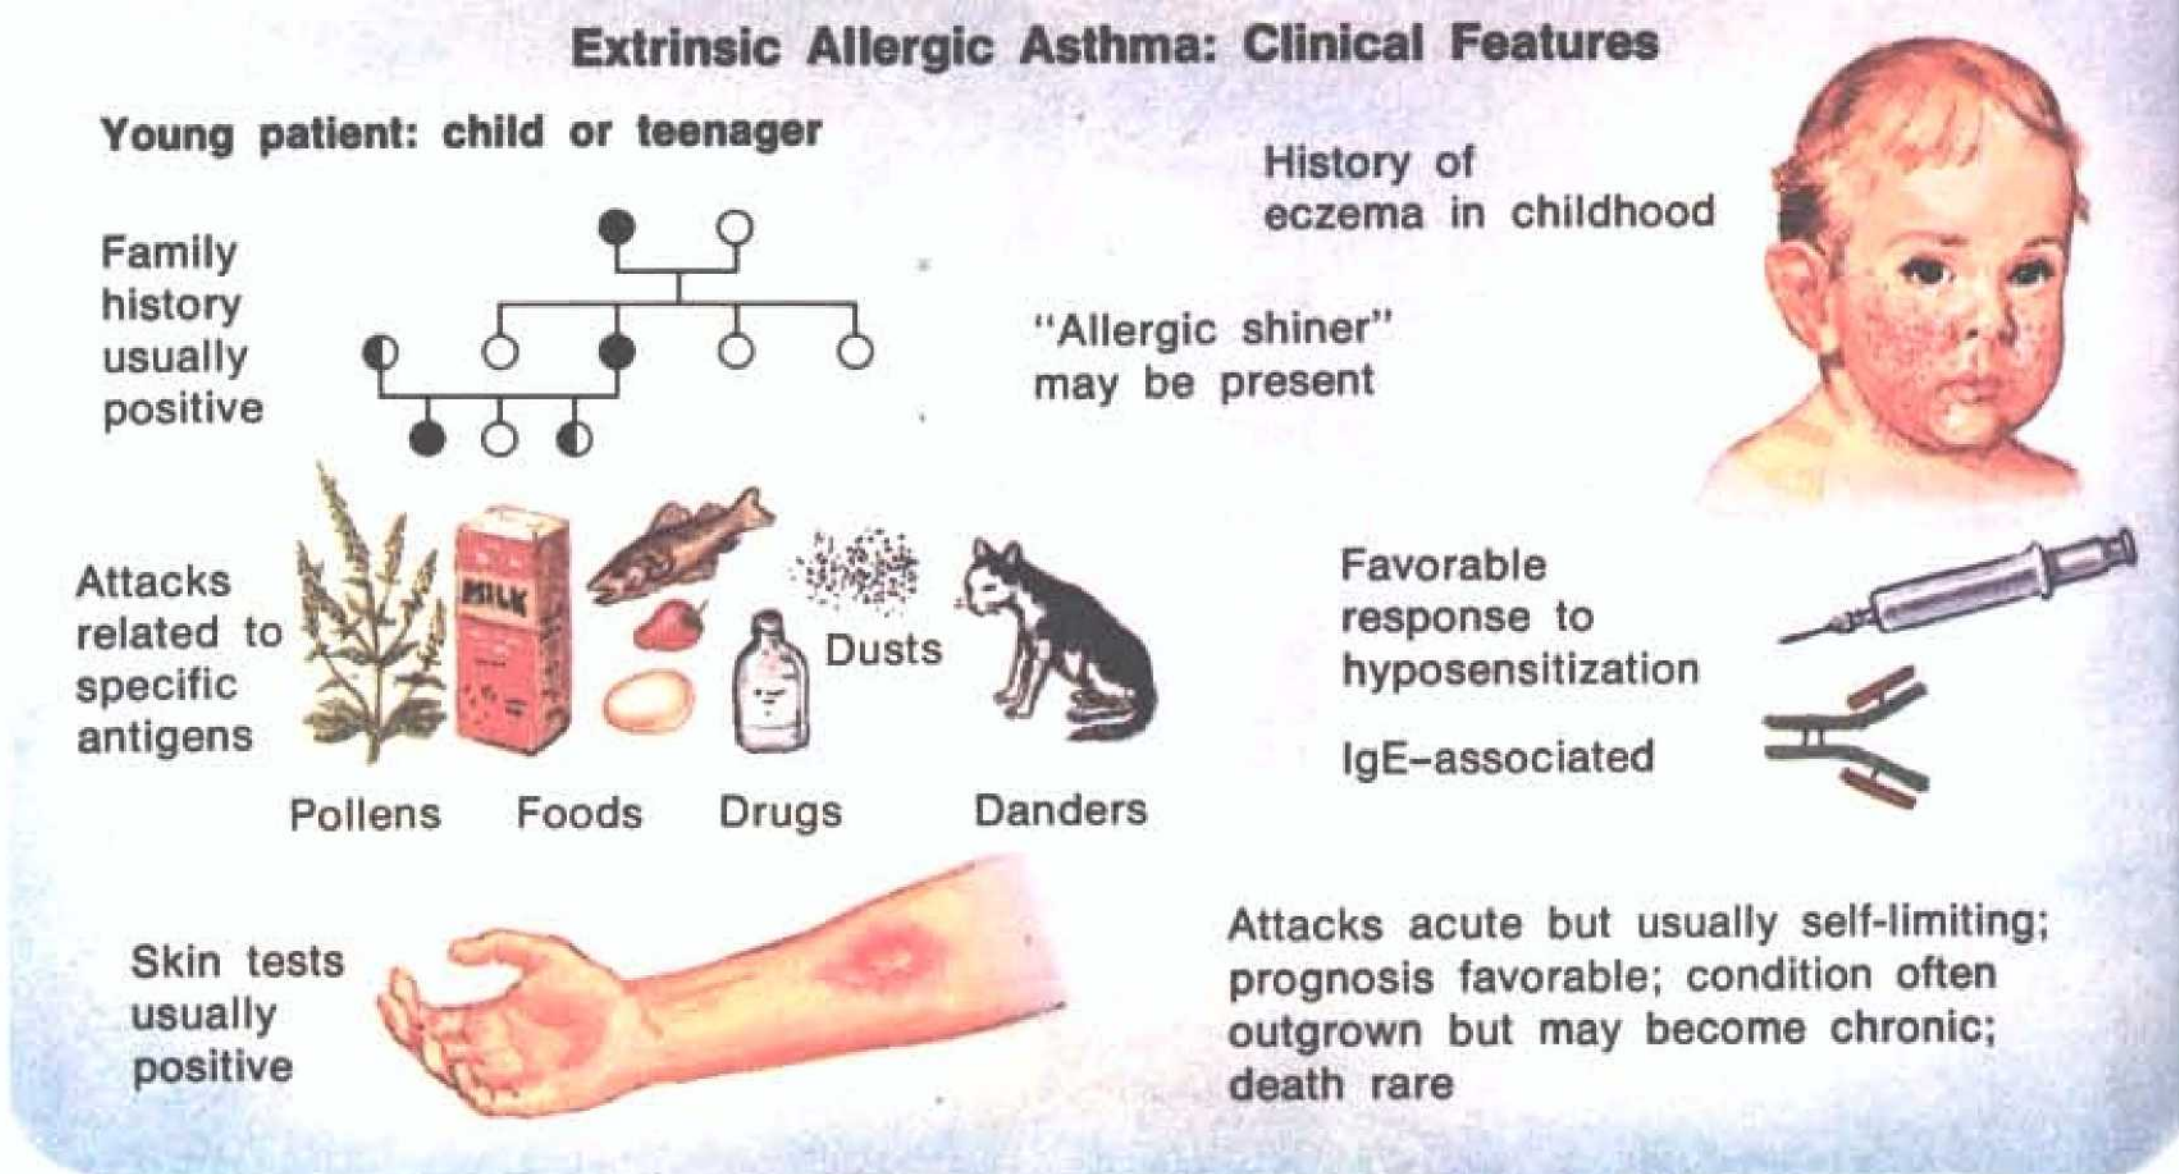 Extrinsic Allergic Asthma: Clinical Features
Young patient: child or teenager
Family
history
usually
positive
History of
eczema in childhood
"Allergic shiner"
may be present
Attacks
related to
specific
antigens
MILK
Dusts
Pollens
Foods
Drugs
Danders
Favorable
response to
hyposensitization
IgE-associated
Skin tests
usually
positive
Attacks acute but usually self-limiting;
prognosis favorable; condition often
outgrown but may become chronic;
death rare